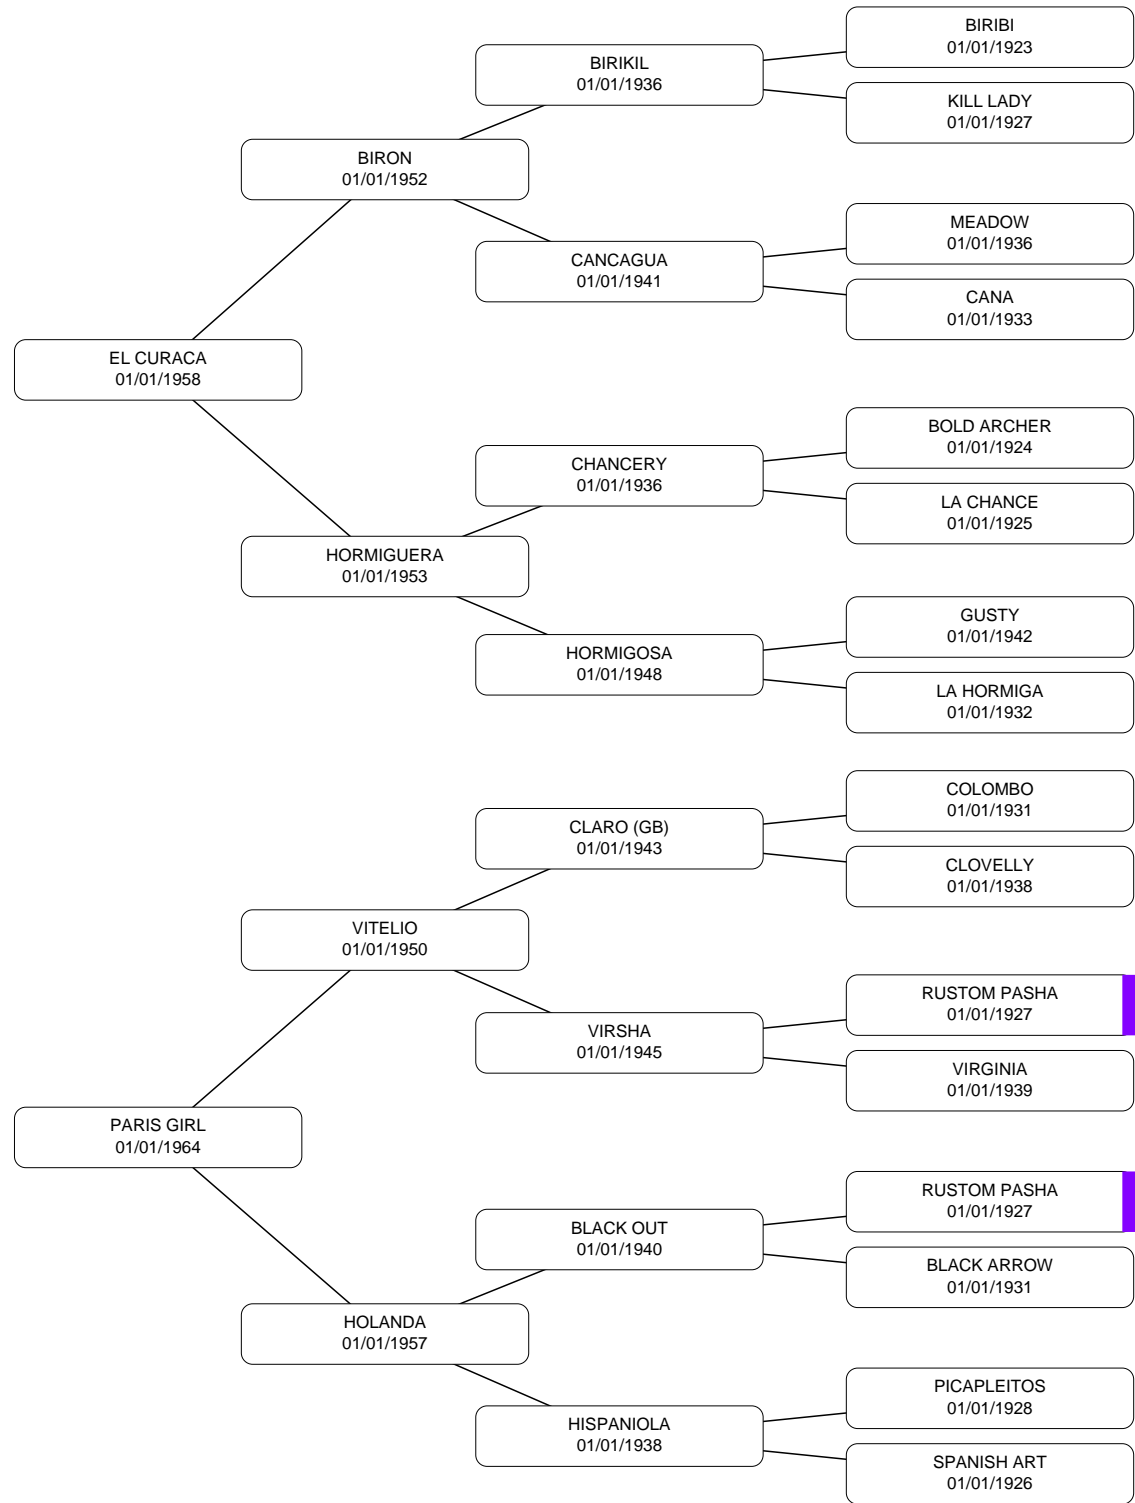 BIRIBI
01/01/1923
BIRIKIL
01/01/1936
KILL LADY
01/01/1927
BIRON
01/01/1952
MEADOW
01/01/1936
CANCAGUA
01/01/1941
CANA
01/01/1933
EL CURACA
01/01/1958
BOLD ARCHER
01/01/1924
CHANCERY
01/01/1936
LA CHANCE
01/01/1925
HORMIGUERA
01/01/1953
GUSTY
01/01/1942
HORMIGOSA
01/01/1948
LA HORMIGA
01/01/1932
COLOMBO
01/01/1931
CLARO (GB)
01/01/1943
CLOVELLY
01/01/1938
VITELIO
01/01/1950
RUSTOM PASHA
01/01/1927
VIRSHA
01/01/1945
VIRGINIA
01/01/1939
PARIS GIRL
01/01/1964
RUSTOM PASHA
01/01/1927
BLACK OUT
01/01/1940
BLACK ARROW
01/01/1931
HOLANDA
01/01/1957
PICAPLEITOS
01/01/1928
HISPANIOLA
01/01/1938
SPANISH ART
01/01/1926